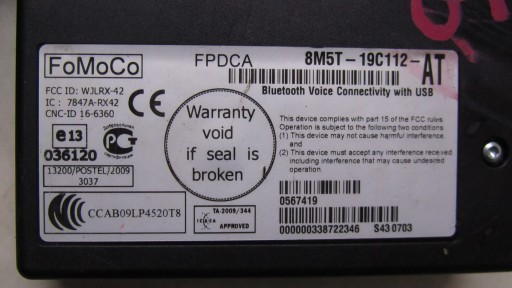 FoMoCo
FPDCA
8M5T-19C112-AT
Bluetooth Voice Connectivity with USB
FCC ID: WJLRX-42
IC : 7847A-RX42
CNC-ID 16-6360
CE
e13
036120
13200/POSTEL/2009
3037
CCAB09LP4520T8
Warranty
void
if seal is
broken
This device complies with part 15 of the FCC rules.
Operation is subject to the following two conditions
(1) This device may not cause harmful interference.
and
(2) This device must accept any interference received
including interference that may cause undesired
operation.
ICASA
TA-2009/344
APPROVED
0567419
000000338722346
S43 0703